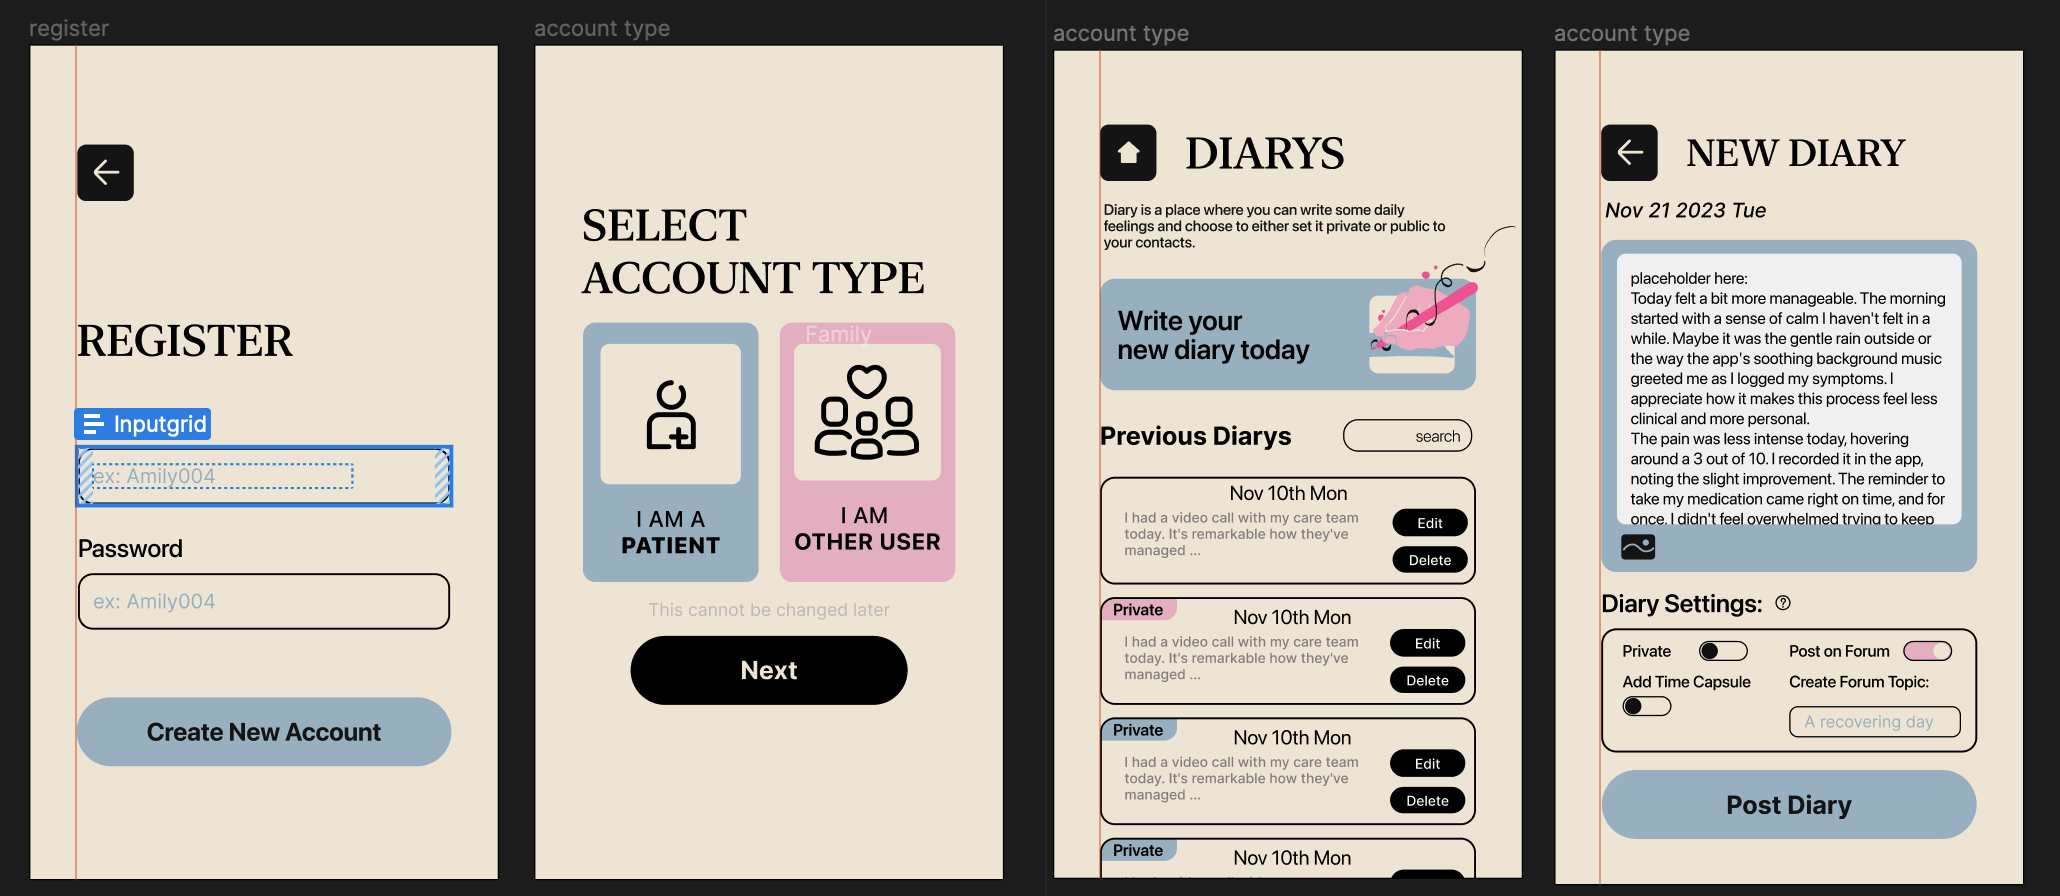 register
REGISTER
Inputgrid
ex: Amily004
Password
ex: Amily004
Create New Account
account type
SELECT
ACCOUNT TYPE
Family
I AM A
PATIENT
I AM
OTHER USER
This cannot be changed later
Next
account type
DIARYS
Diary is a place where you can write some daily
feelings and choose to either set it private or public to
your contacts.
Write your
new diary today
Previous Diarys
search
Nov 10th Mon
I had a video call with my care team
today. It's remarkable how they've
managed ...
Edit
Delete
Private
Nov 10th Mon
I had a video call with my care team
today. It's remarkable how they've
managed ...
Edit
Delete
Private
Nov 10th Mon
I had a video call with my care team
today. It's remarkable how they've
managed ...
Edit
Delete
Private
Nov 10th Mon
account type
NEW DIARY
Nov 21 2023 Tue
placeholder here:
Today felt a bit more manageable. The morning
started with a sense of calm I haven't felt in a
while. Maybe it was the gentle rain outside or
the way the app's soothing background music
greeted me as I logged my symptoms. I
appreciate how it makes this process feel less
clinical and more personal.
The pain was less intense today, hovering
around a 3 out of 10. I recorded it in the app,
noting the slight improvement. The reminder to
take my medication came right on time, and for
once, I didn't feel overwhelmed trying to keep
Diary Settings:
Private
Post on Forum
Add Time Capsule
Create Forum Topic:
A recovering day
Post Diary